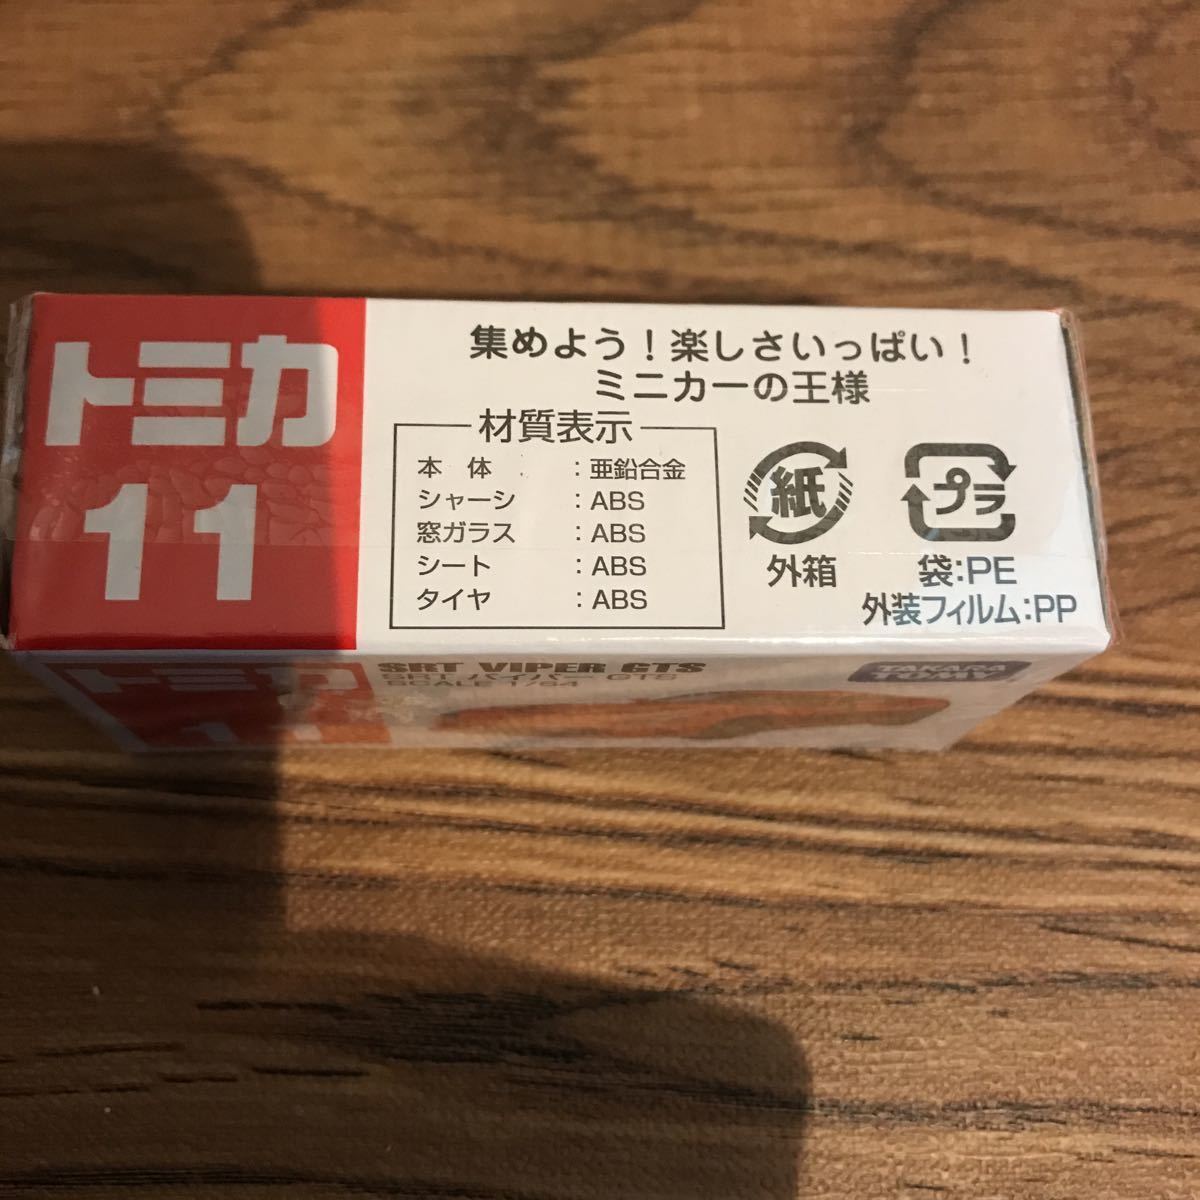 トミカ
11
集めよう!楽しさいっぱい!
ミニカーの王様
材質表示
本 体 :亜鉛合金
シャーシ :ABS
窓ガラス :ABS
シート :ABS
タイヤ :ABS
紙
外箱
プラ
袋:PE
外装フィルム:PP
トミカ
SRT VIPER GTS
SRT バイパー GTS
SCALE 1/64
TAKARA
TOMY